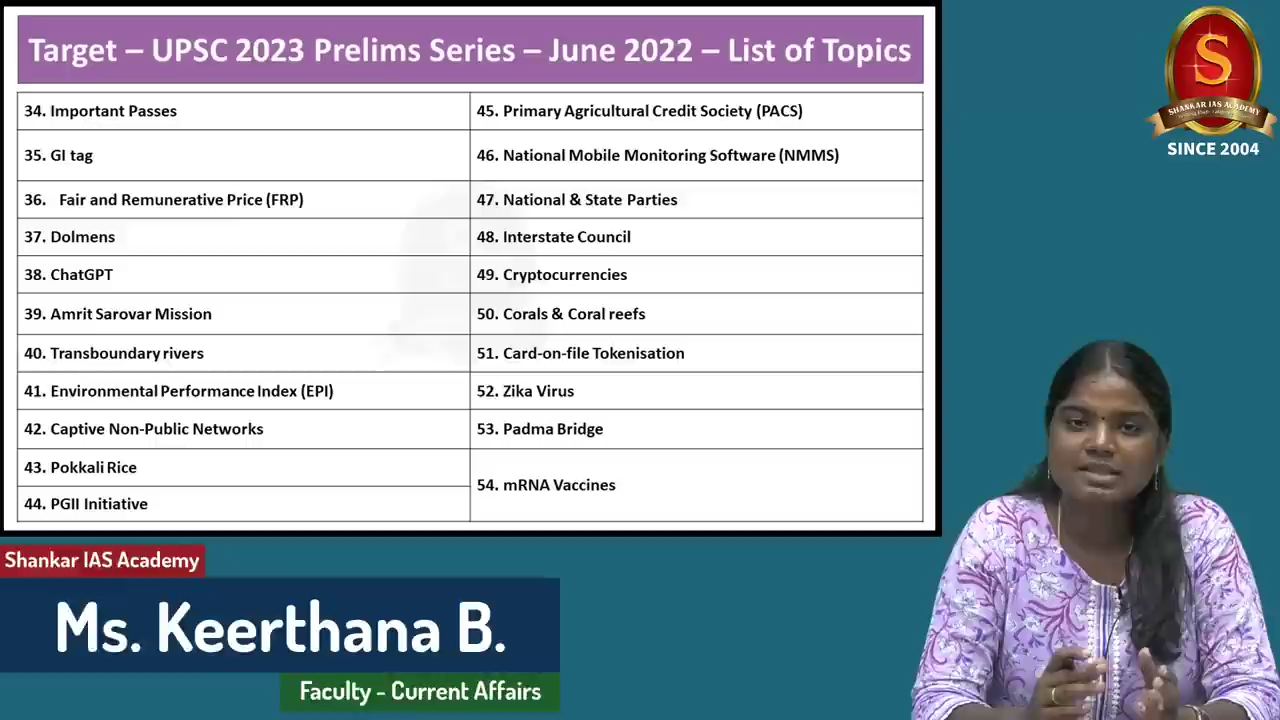 Target – UPSC 2023 Prelims Series – June 2022 – List of Topics
34. Important Passes
35. GI tag
36. Fair and Remunerative Price (FRP)
37. Dolmens
38. ChatGPT
39. Amrit Sarovar Mission
40. Transboundary rivers
41. Environmental Performance Index (EPI)
42. Captive Non-Public Networks
43. Pokkali Rice
44. PGII Initiative
45. Primary Agricultural Credit Society (PACS)
46. National Mobile Monitoring Software (NMMS)
47. National & State Parties
48. Interstate Council
49. Cryptocurrencies
50. Corals & Coral reefs
51. Card-on-file Tokenisation
52. Zika Virus
53. Padma Bridge
54. mRNA Vaccines
S
SHANKAR IAS ACADEMY
SINCE 2004
Shankar IAS Academy
Ms. Keerthana B.
Faculty - Current Affairs